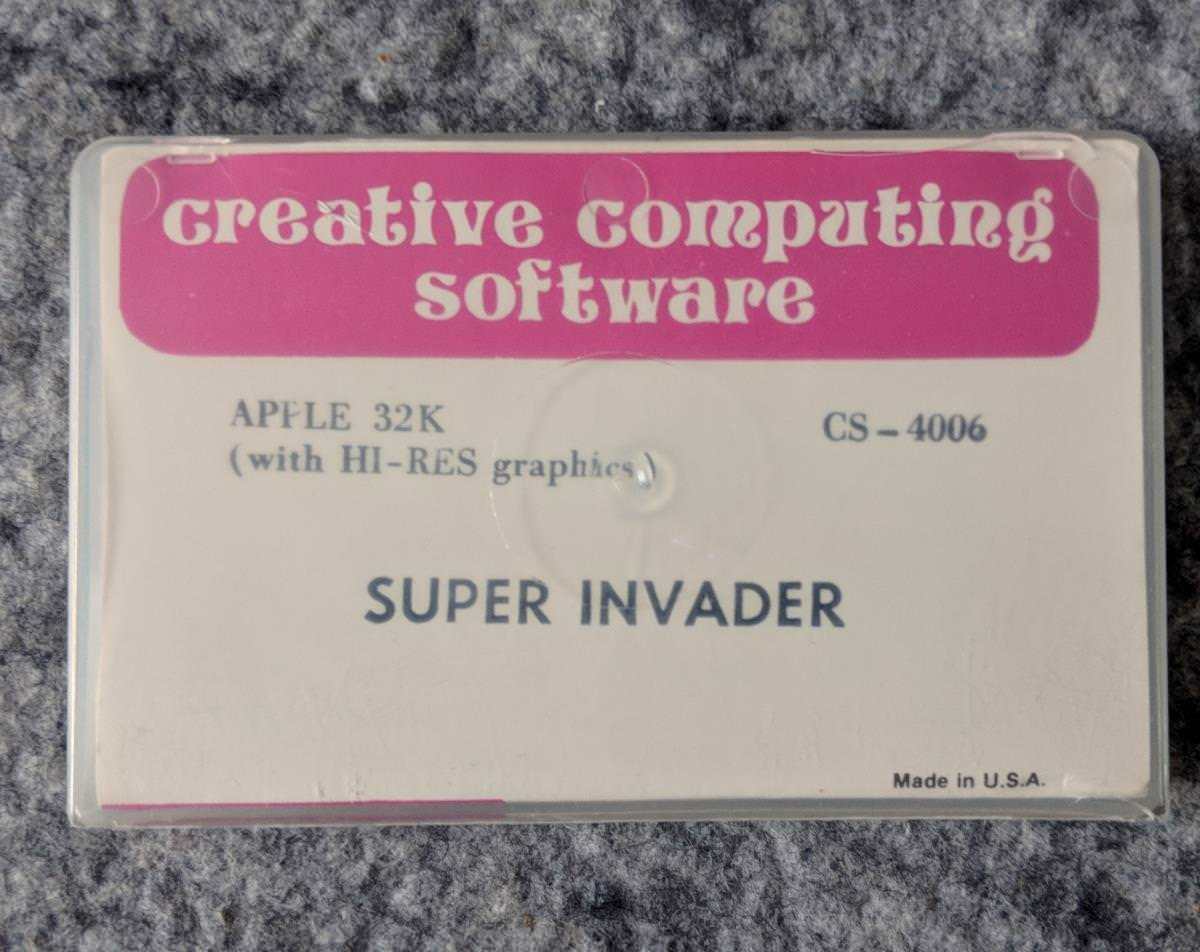 creative computing
software
APPLE 32K
CS-4006
(with HI-RES graphics)
SUPER INVADER
Made in U.S.A.